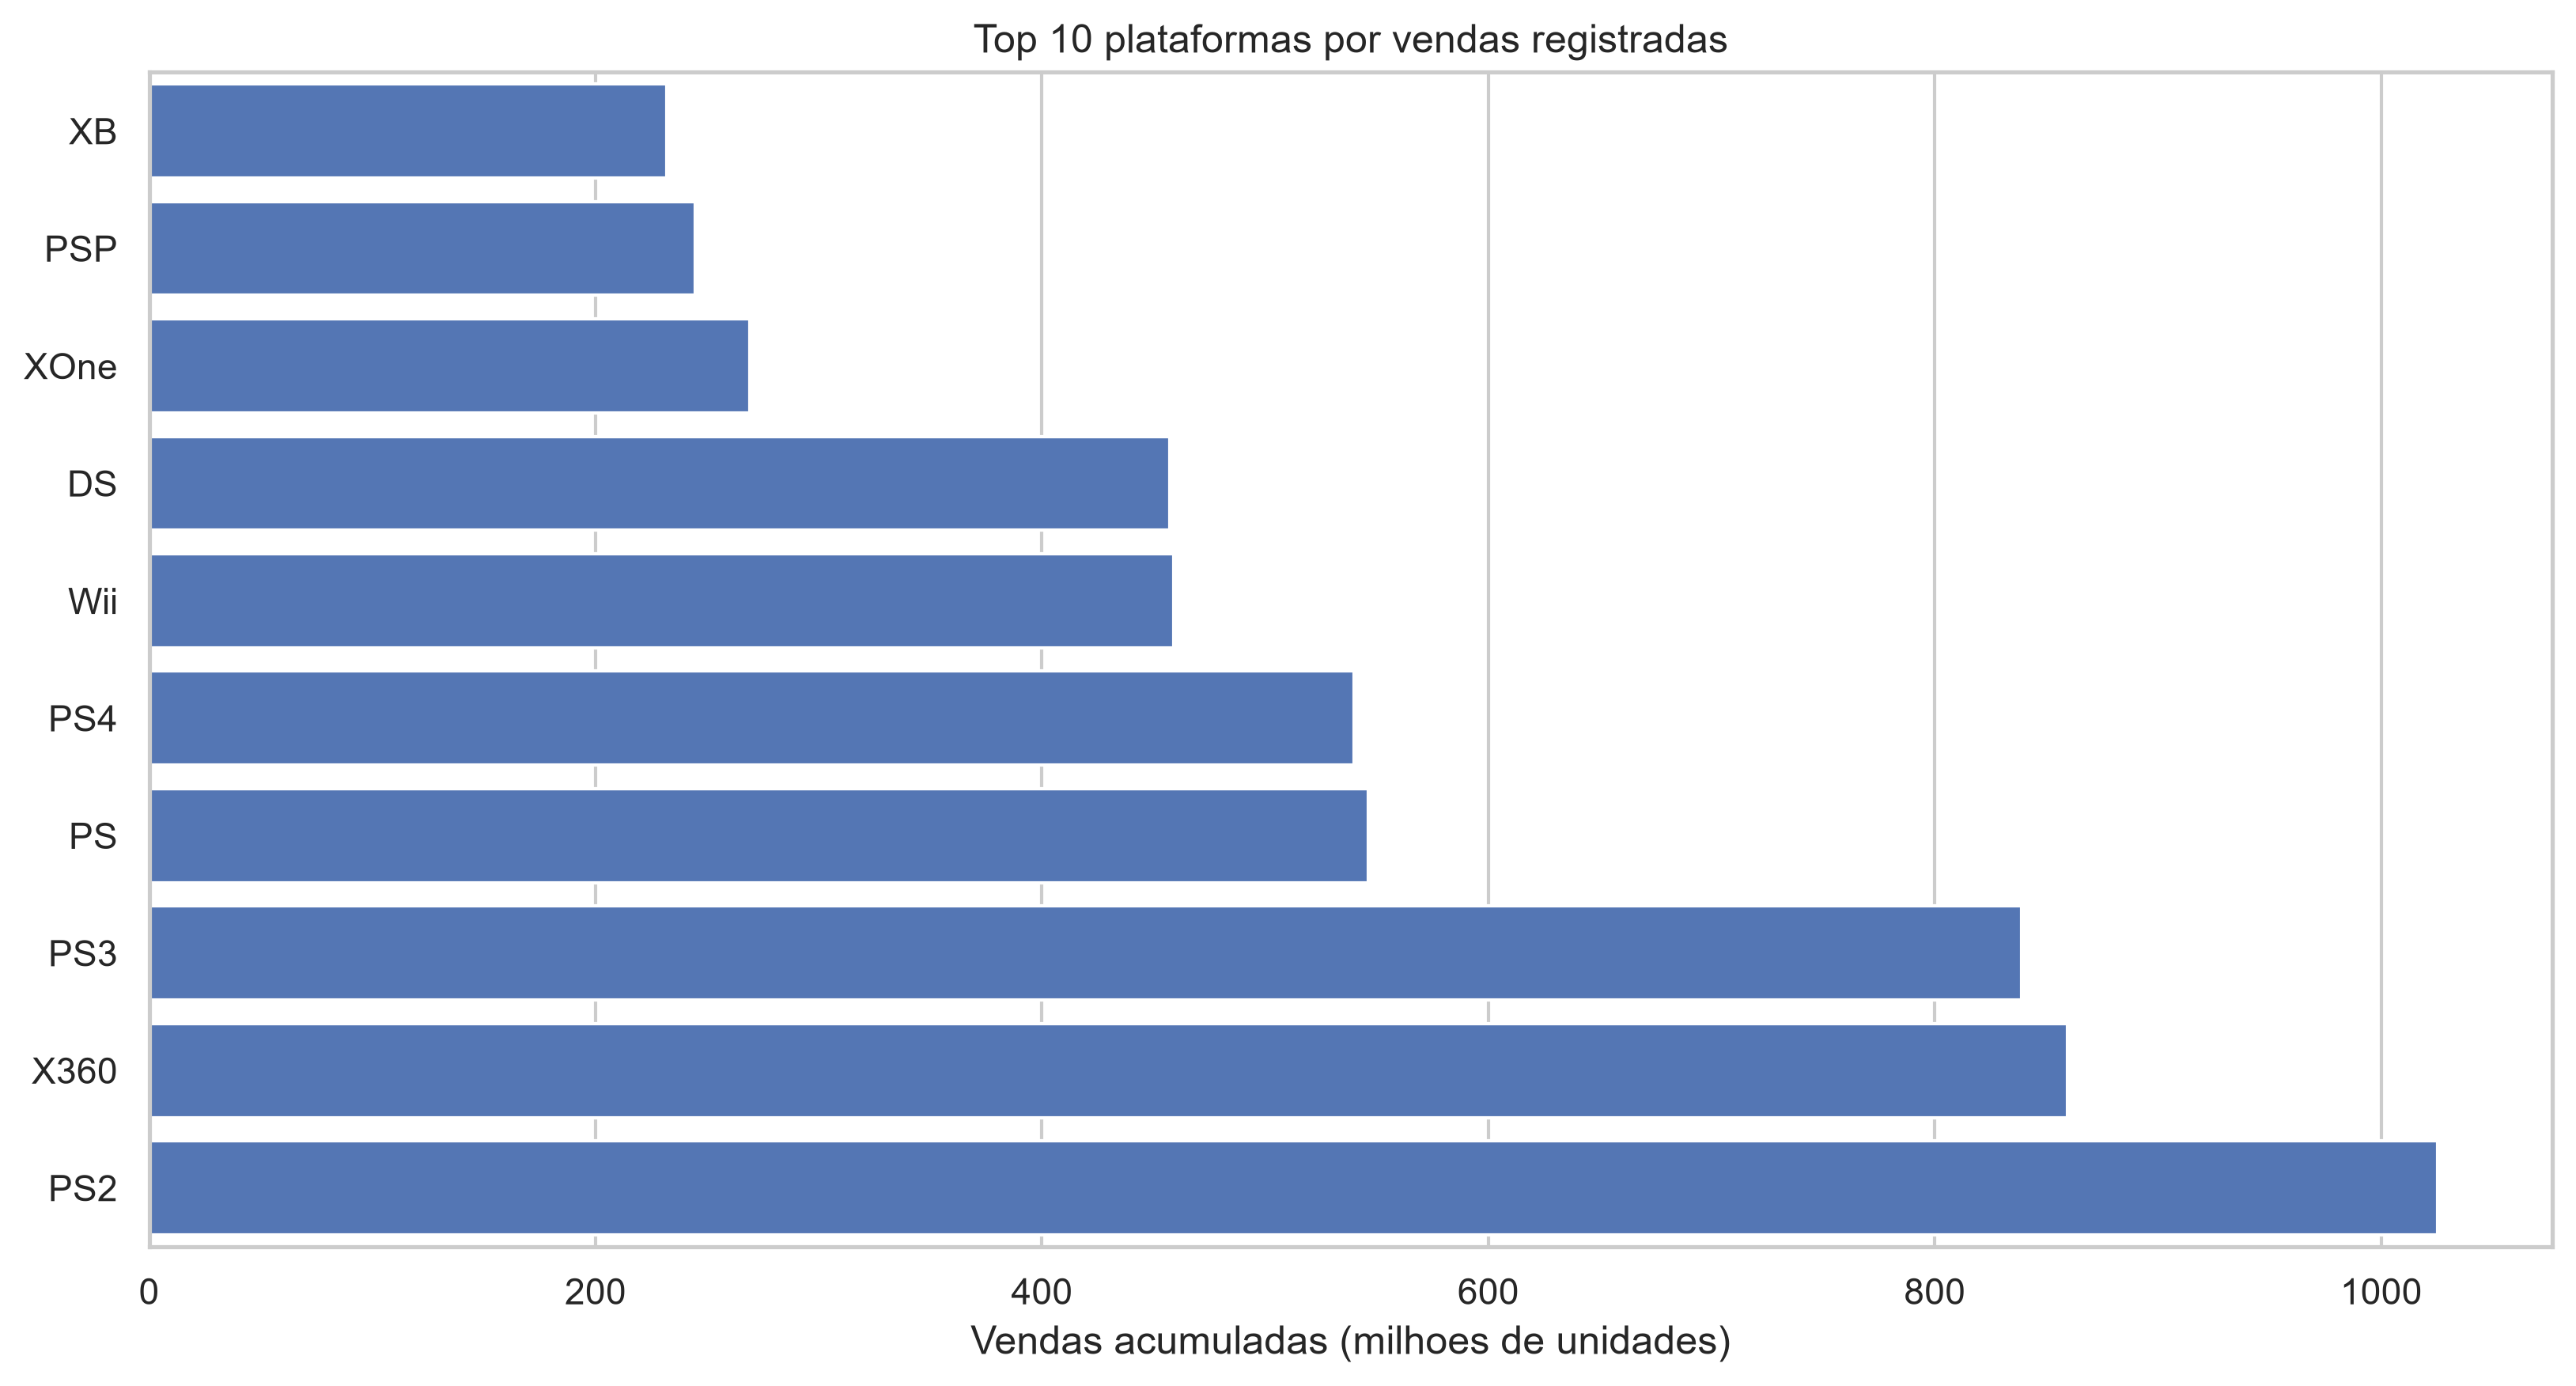 Top 10 plataformas por vendas registradas
XB
PSP
XOne
DS
Wii
PS4
PS
PS3
X360
PS2
0 200 400 600 800 1000
Vendas acumuladas (milhoes de unidades)